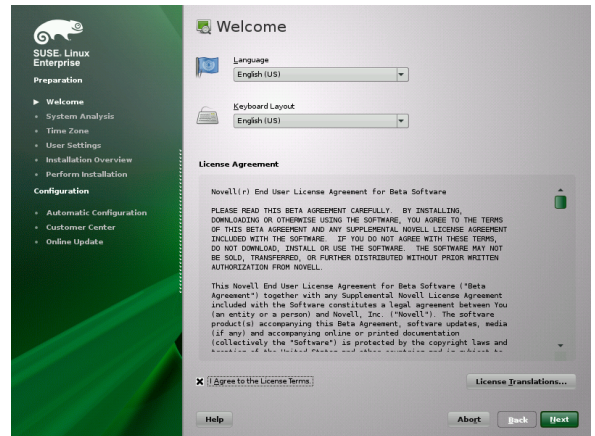 SUSE. Linux
Enterprise
Preparation
Welcome
System Analysis
Time Zone
User Settings
Installation Overview
Perform Installation
Configuration
Automatic Configuration
Customer Center
Online Update
Welcome
Language
English (US)
Keyboard Layout
English (US)
License Agreement
Novell(r) End User License Agreement for Beta Software
PLEASE READ THIS BETA AGREEMENT CAREFULLY. BY INSTALLING,
DOWNLOADING OR OTHERWISE USING THE SOFTWARE, YOU AGREE TO THE TERMS
OF THIS BETA AGREEMENT AND ANY SUPPLEMENTAL NOVELL LICENSE AGREEMENT
INCLUDED WITH THE SOFTWARE. IF YOU DO NOT AGREE WITH THESE TERMS,
DO NOT DOWNLOAD, INSTALL OR USE THE SOFTWARE. THE SOFTWARE MAY NOT
BE SOLD, TRANSFERRED, OR FURTHER DISTRIBUTED WITHOUT PRIOR WRITTEN
AUTHORIZATION FROM NOVELL.
This Novell End User License Agreement for Beta Software ("Beta
Agreement") together with any Supplemental Novell License Agreement
included with the Software constitutes a legal agreement between You
(an entity or a person) and Novell, Inc. ("Novell"). The software
product(s) accompanying this Beta Agreement, software updates, media
(if any) and accompanying online or printed documentation
(collectively the "Software") is protected by the copyright laws and
I Agree to the License Terms.
License Translations...
Help
Abort
Back
Next